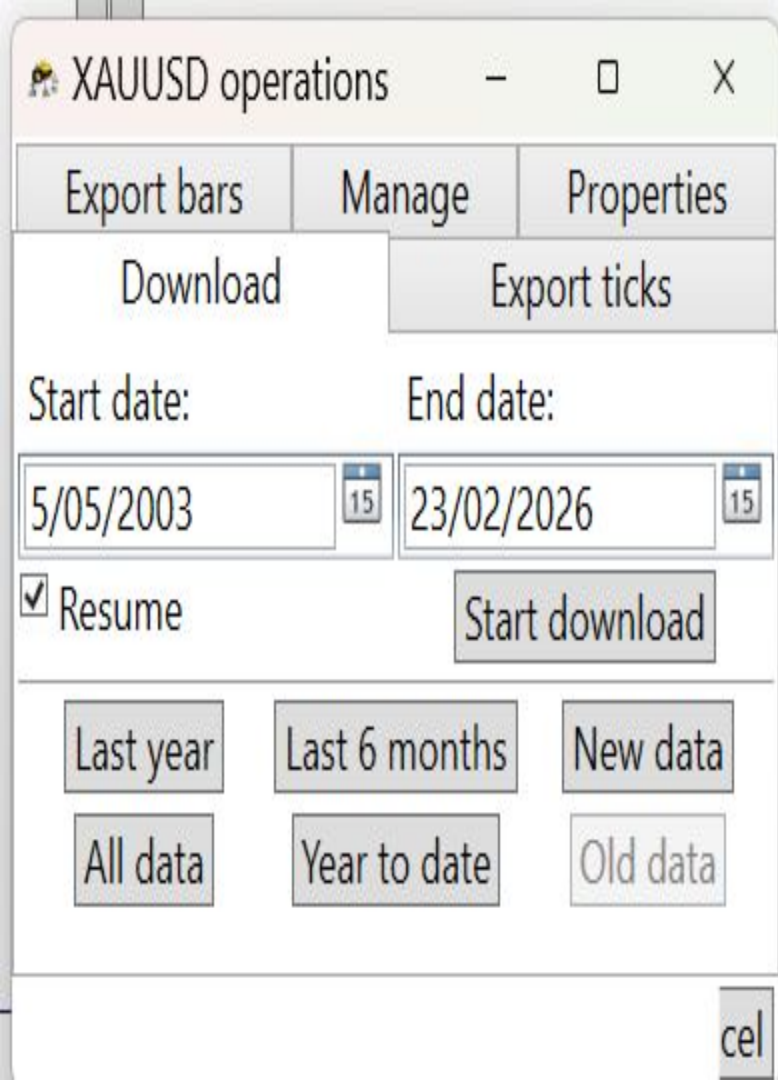 XAUUSD operations
Export bars Manage Properties
Download Export ticks
Start date: End date:
5/05/2003 15 23/02/2026 15
Resume Start download
Last year Last 6 months New data
All data Year to date Old data
cel